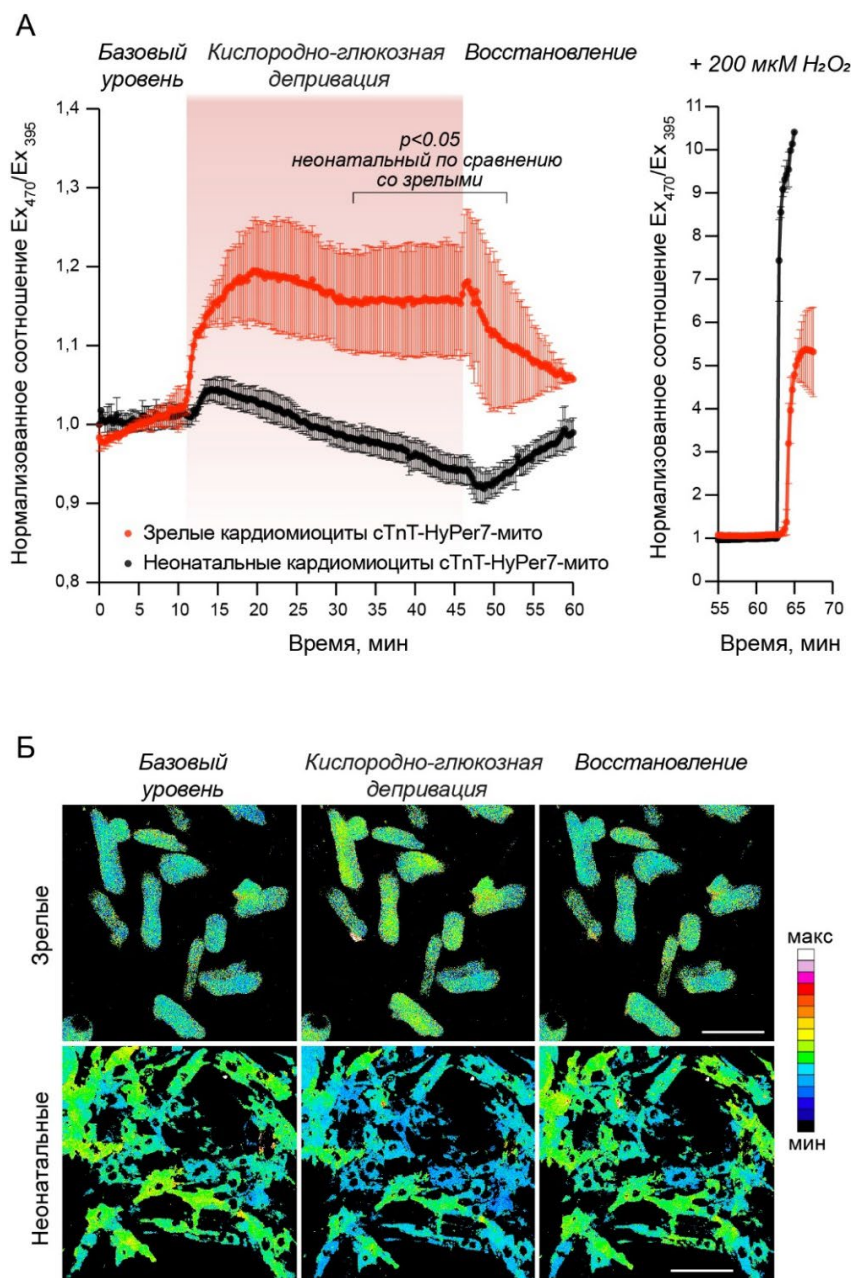 А
Базовый
уровень
Кислородно-глюкозная
депривация
Восстановление
+ 200 мкМ H₂O₂
Нормализованное соотношение Ex₄₇₀/Ex₃₉₅
1,4
1,3
1,2
1,1
1,0
0,9
0,8
p<0.05
неонатальный по сравнению
со зрелыми
Зрелые кардиомиоциты cTnT-HyPer7-мито
Неонатальные кардиомиоциты cTnT-HyPer7-мито
0 5 10 15 20 25 30 35 40 45 50 55 60
Время, мин
Нормализованное соотношение Ex₄₇₀/Ex₃₉₅
11
10
9
8
7
6
5
4
3
2
1
0
55 60 65 70
Время, мин
Б
Базовый
уровень
Кислородно-глюкозная
депривация
Восстановление
Зрелые
Неонатальные
макс
мин